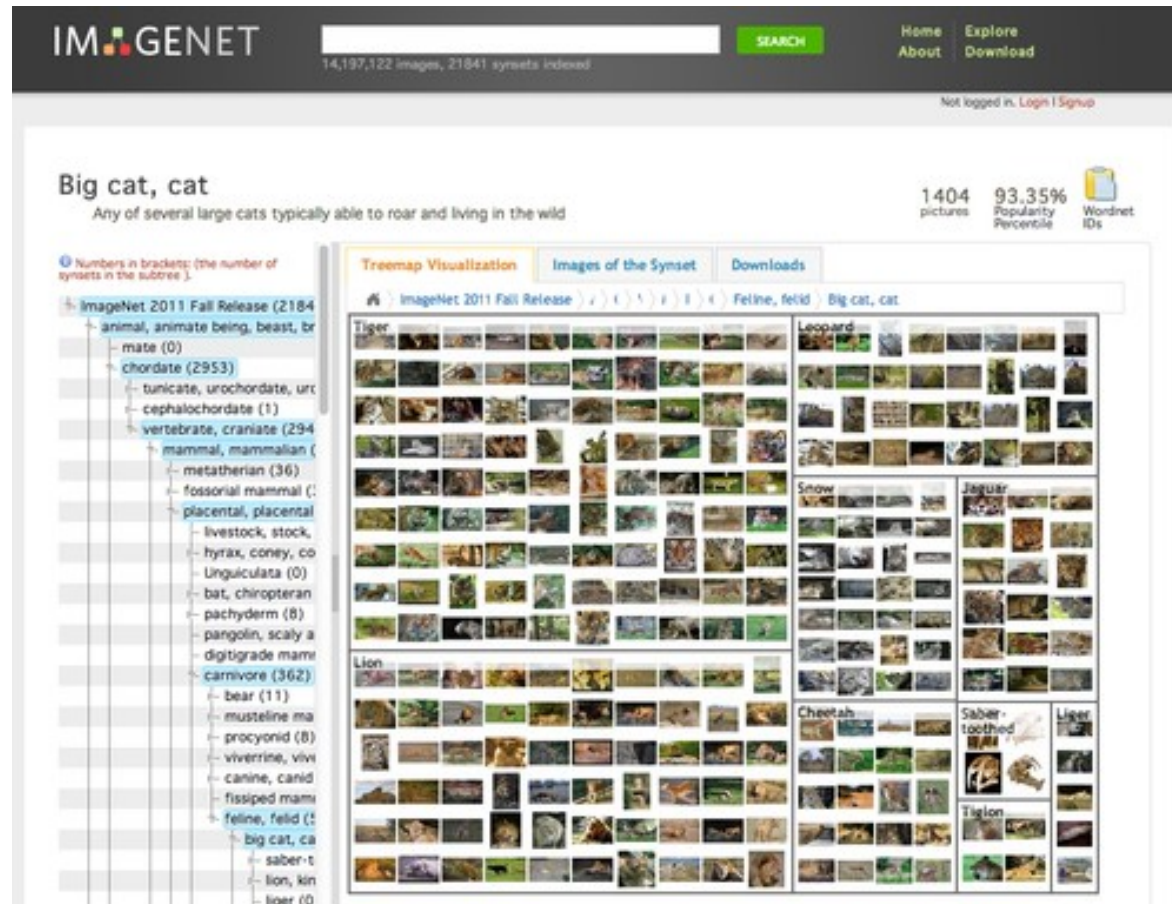 IMAGENET
SEARCH
Home Explore
About Download
14,197,122 images, 21841 synsets indexed
Not logged in. Login I Signup
Big cat, cat
Any of several large cats typically able to roar and living in the wild
1404 pictures
93.35% Popularity Percentile
Wordnet IDs
Numbers in brackets: (the number of
synsets in the subtree ).
ImageNet 2011 Fall Release (2184
animal, animate being, beast, br
mate (0)
chordate (2953)
tunicate, urochordate, urc
cephalochordate (1)
vertebrate, craniate (294
mammal, mammalian (
metatherian (36)
fossorial mammal (
placental, placental
livestock, stock,
hyrax, coney, co
Unguiculata (0)
bat, chiropteran
pachyderm (8)
pangolin, scaly a
digitigrade mam
carnivore (362)
bear (11)
musteline ma
procyonid (8)
viverrine, vive
canine, canid
fissiped mam
feline, felid (
big cat, ca
saber-t
lion, kin
liger (0
Treemap Visualization
Images of the Synset
Downloads
ImageNet 2011 Fall Release
Feline, felid
Big cat, cat
Tiger
Leopard
Snow
Jaguar
Lion
Cheetah
Saber-
toothed
Liger
Tiglon